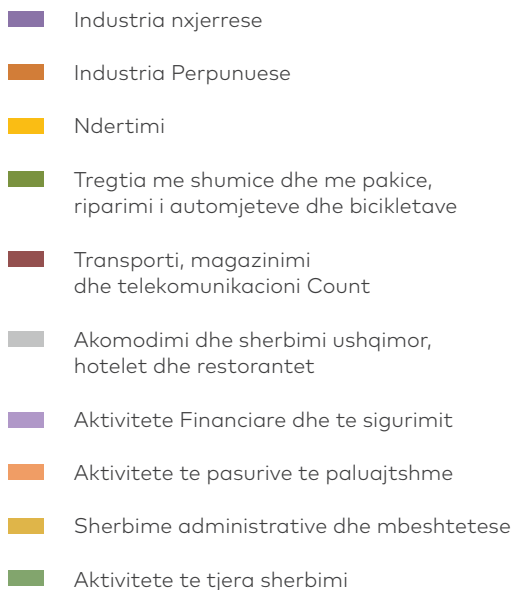 Industria nxjerrese
Industria Perpunuese
Ndertimi
Tregtia me shumice dhe me pakice,
riparimi i automjeteve dhe bicikletave
Transporti, magazinimi
dhe telekomunikacioni Count
Akomodimi dhe sherbimi ushqimor,
hotelet dhe restorantet
Aktivitete Financiare dhe te sigurimit
Aktivitete te pasurive te paluajtshme
Sherbime administrative dhe mbeshtetese
Aktivitete te tjera sherbimi